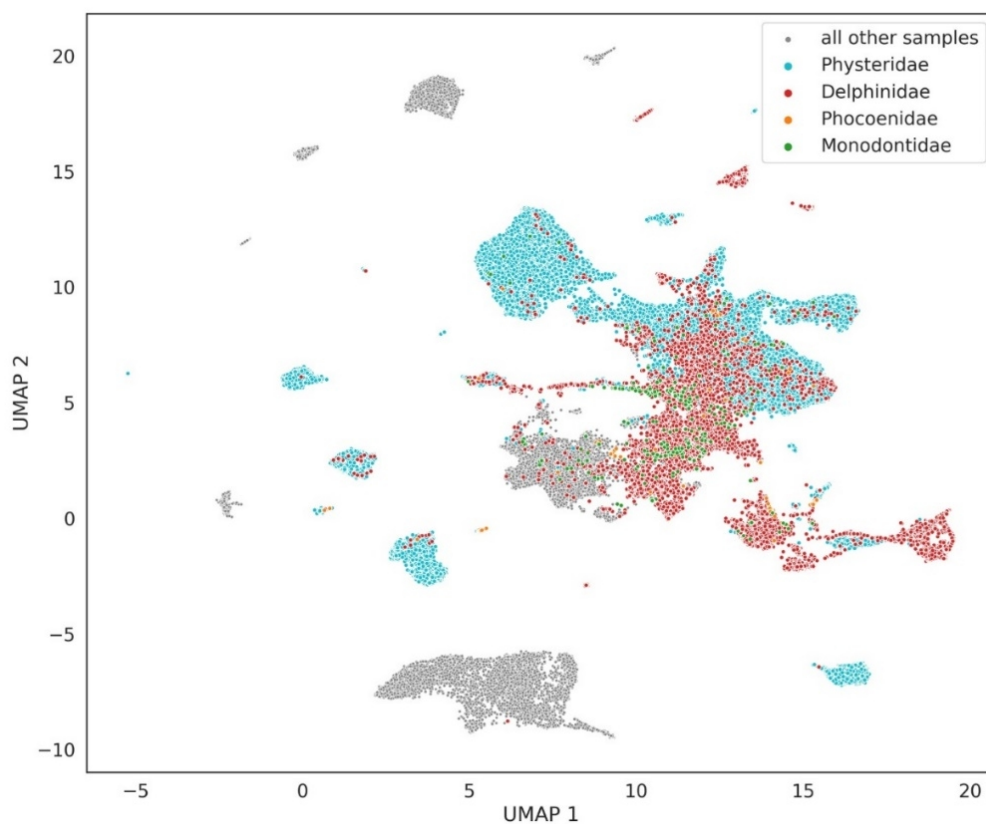 all other samples
Physteridae
Delphinidae
Phocoenidae
Monodontidae
20
15
10
5
0
−5
−10
UMAP 2
−5
0
5
10
15
20
UMAP 1